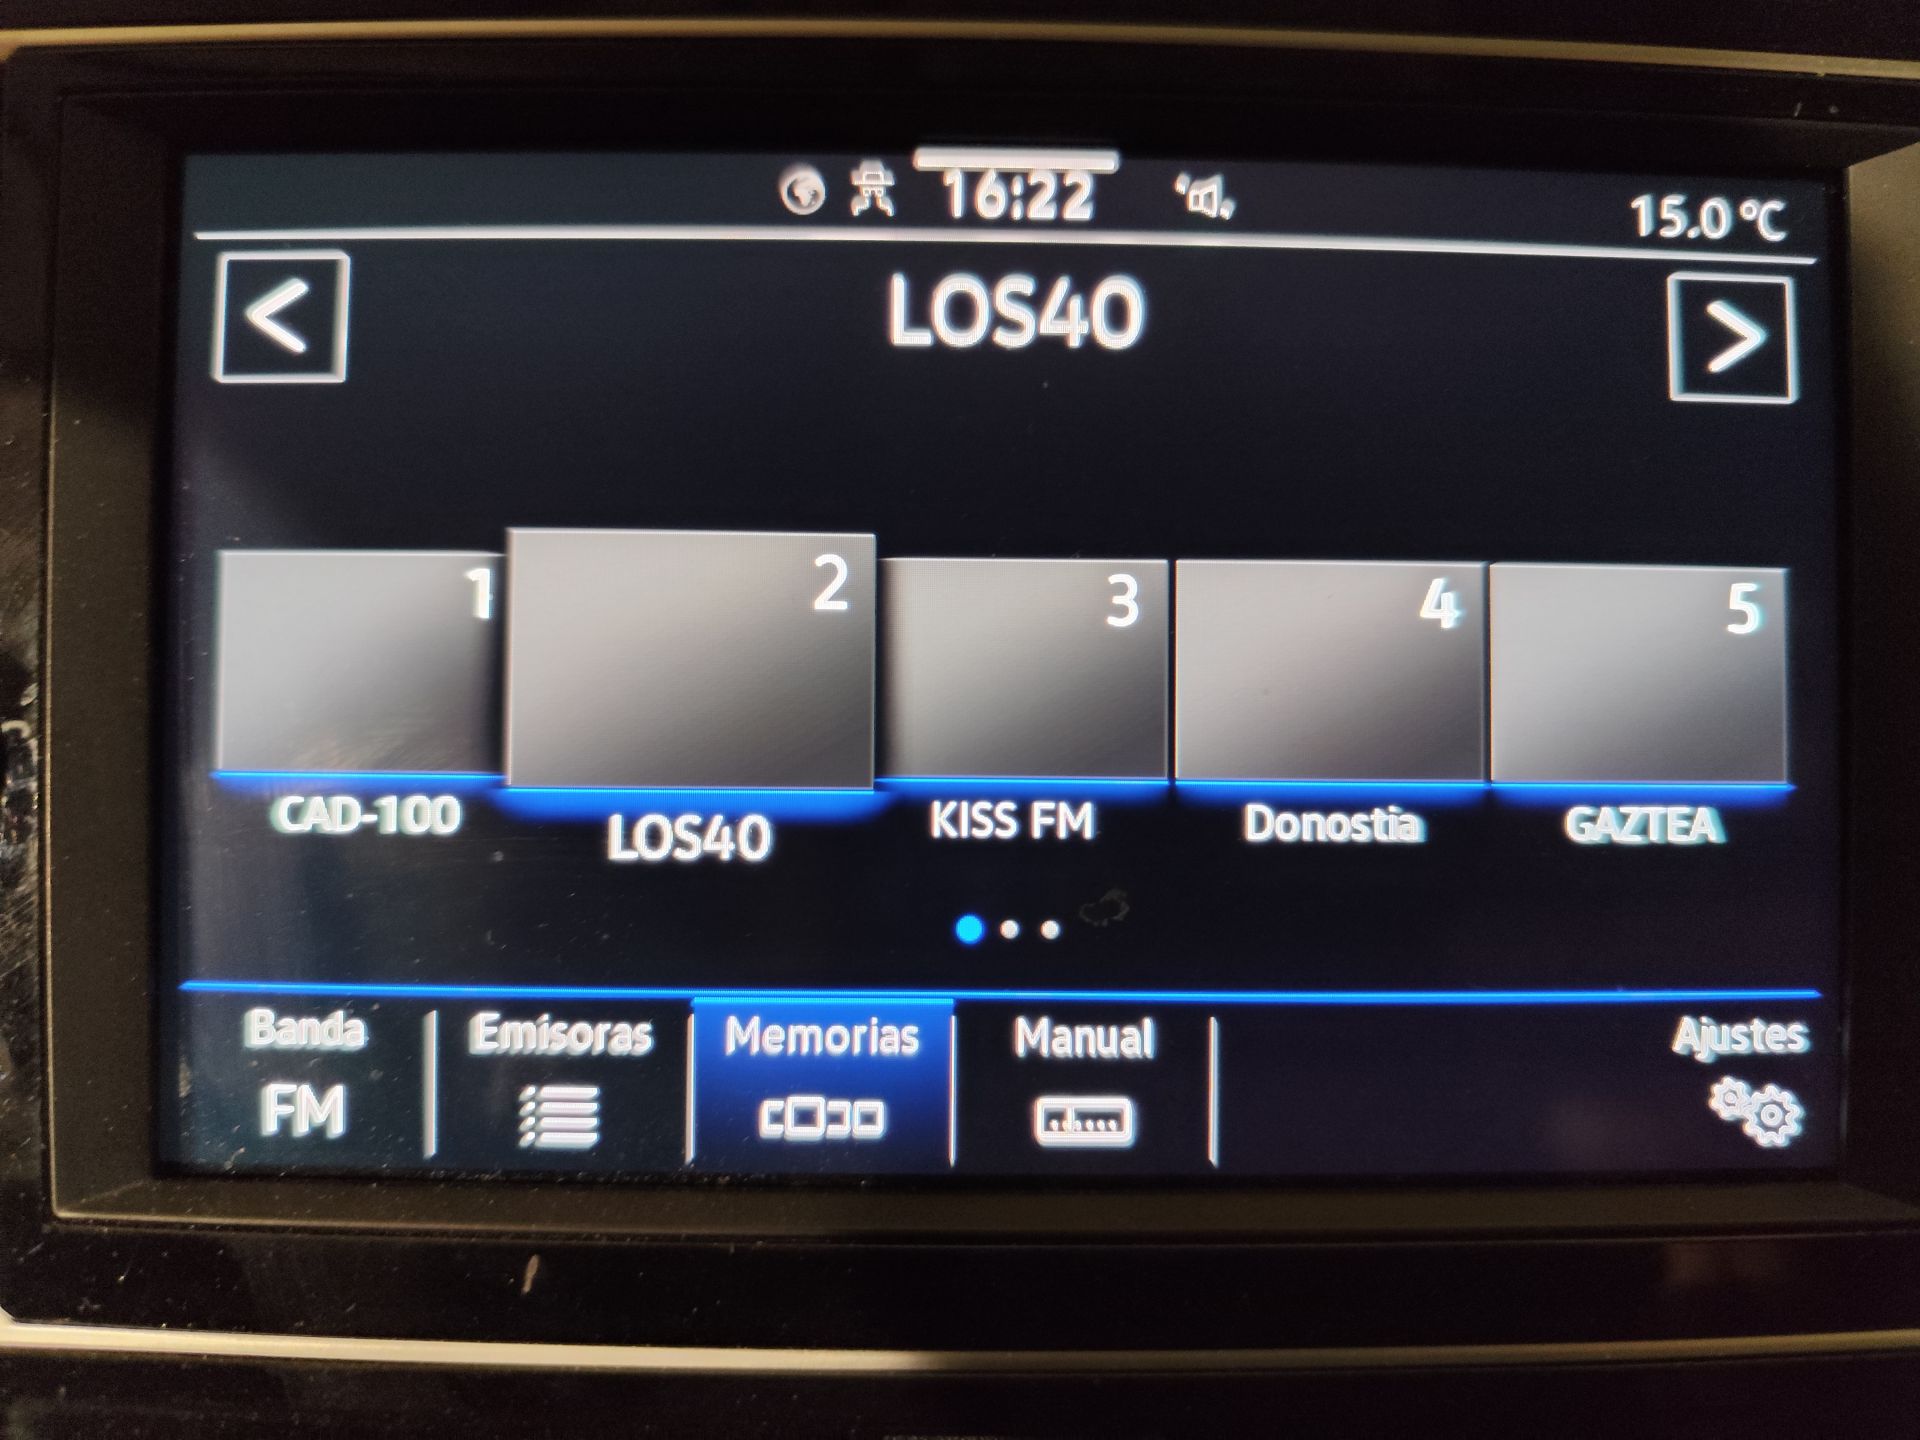 16:22
15.0 °C
<
LOS40
>
1
2
3
4
5
CAD-100
LOS40
KISS FM
Donostia
GAZTEA
Banda
Emisoras
Memorias
Manual
Ajustes
FM